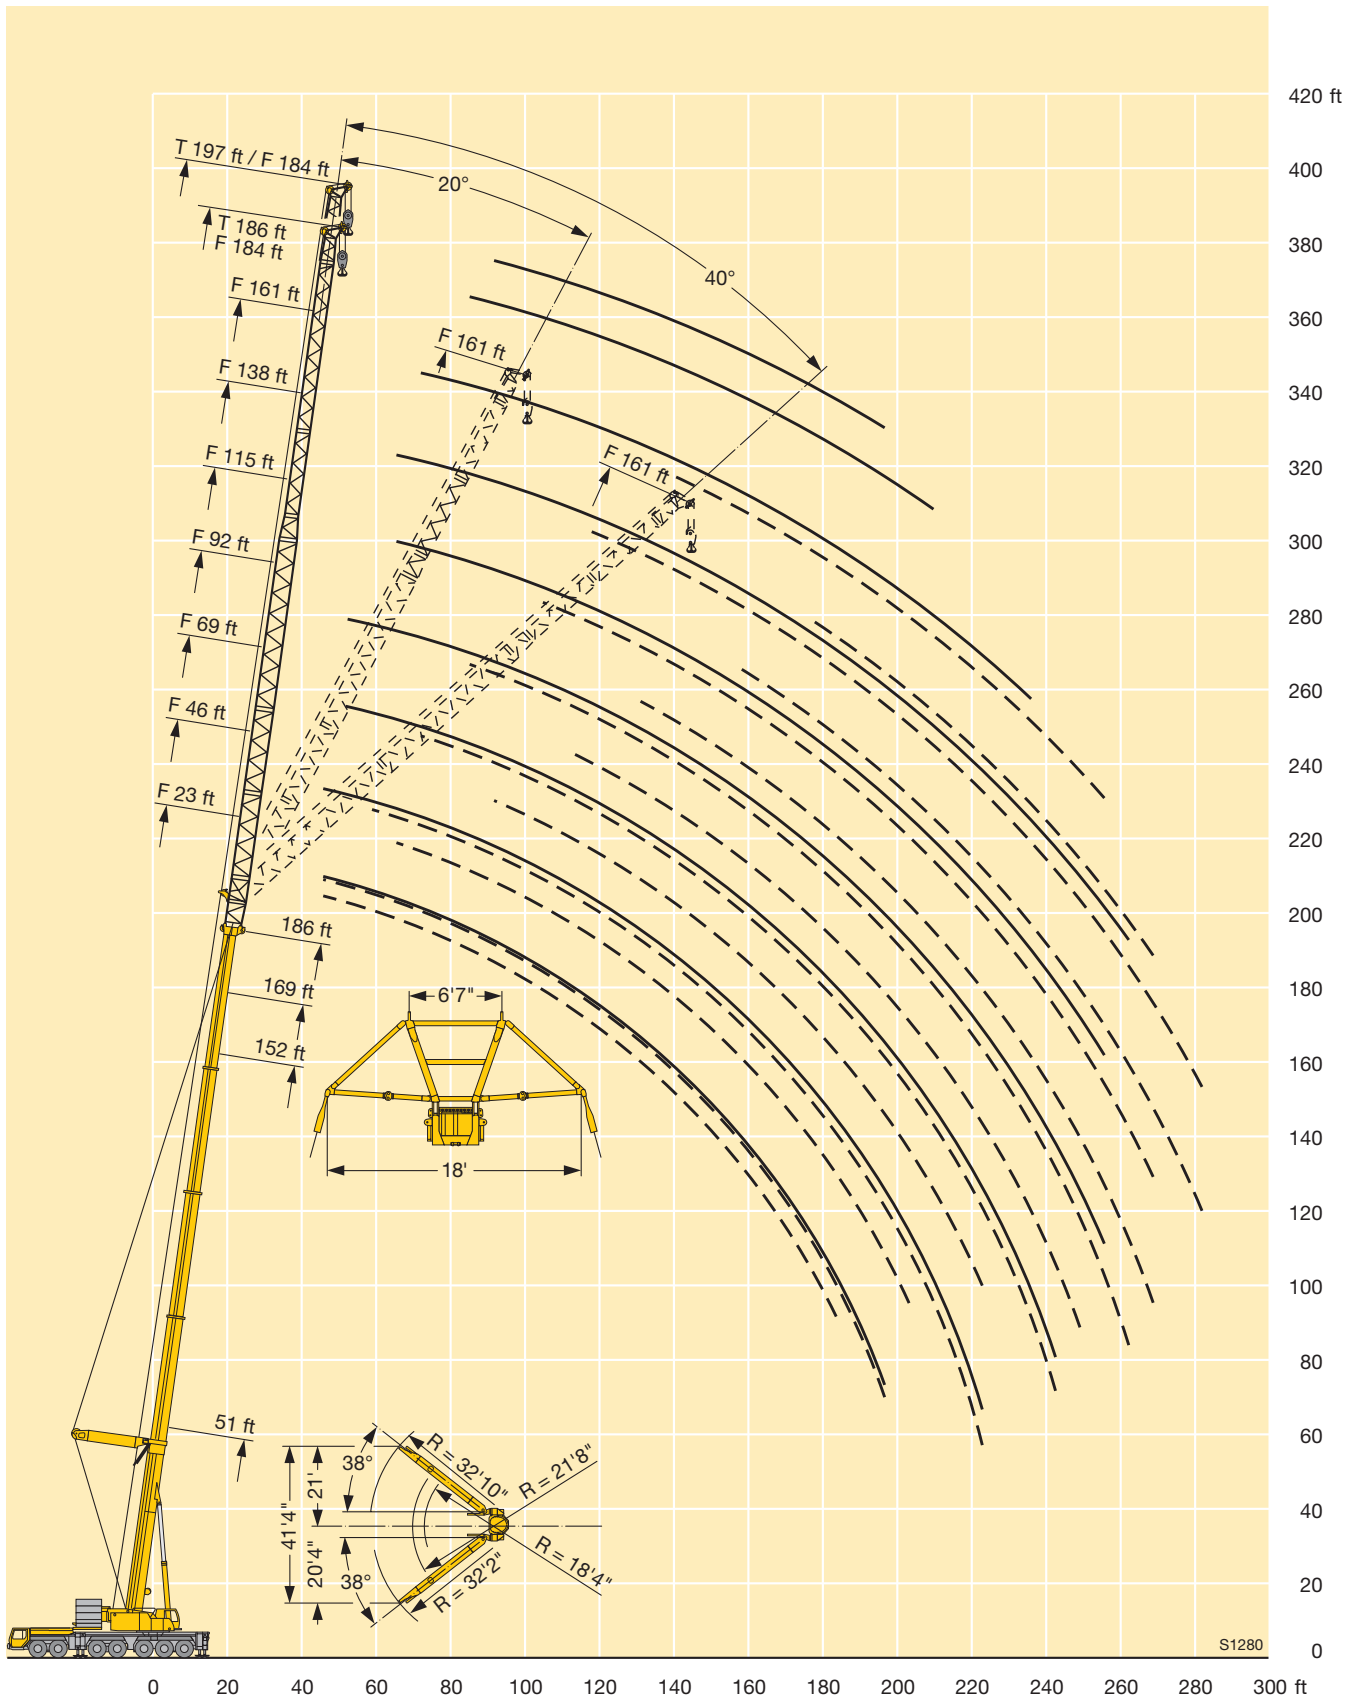 420 ft
T 197 ft / F 184 ft
400
20°
T 186 ft
F 184 ft
380
40°
F 161 ft
360
F 161 ft
F 138 ft
340
F 161 ft
F 115 ft
320
F 92 ft
300
F 69 ft
280
260
F 46 ft
240
F 23 ft
220
186 ft
200
169 ft
6'7"
180
152 ft
160
140
18'
120
100
80
51 ft
60
38°
R = 32'10"
R = 21'8"
21'
41'4"
40
20'4"
38°
R = 32'2"
R = 18'4"
20
S1280
0
0 20 40 60 80 100 120 140 160 180 200 220 240 260 280 300 ft